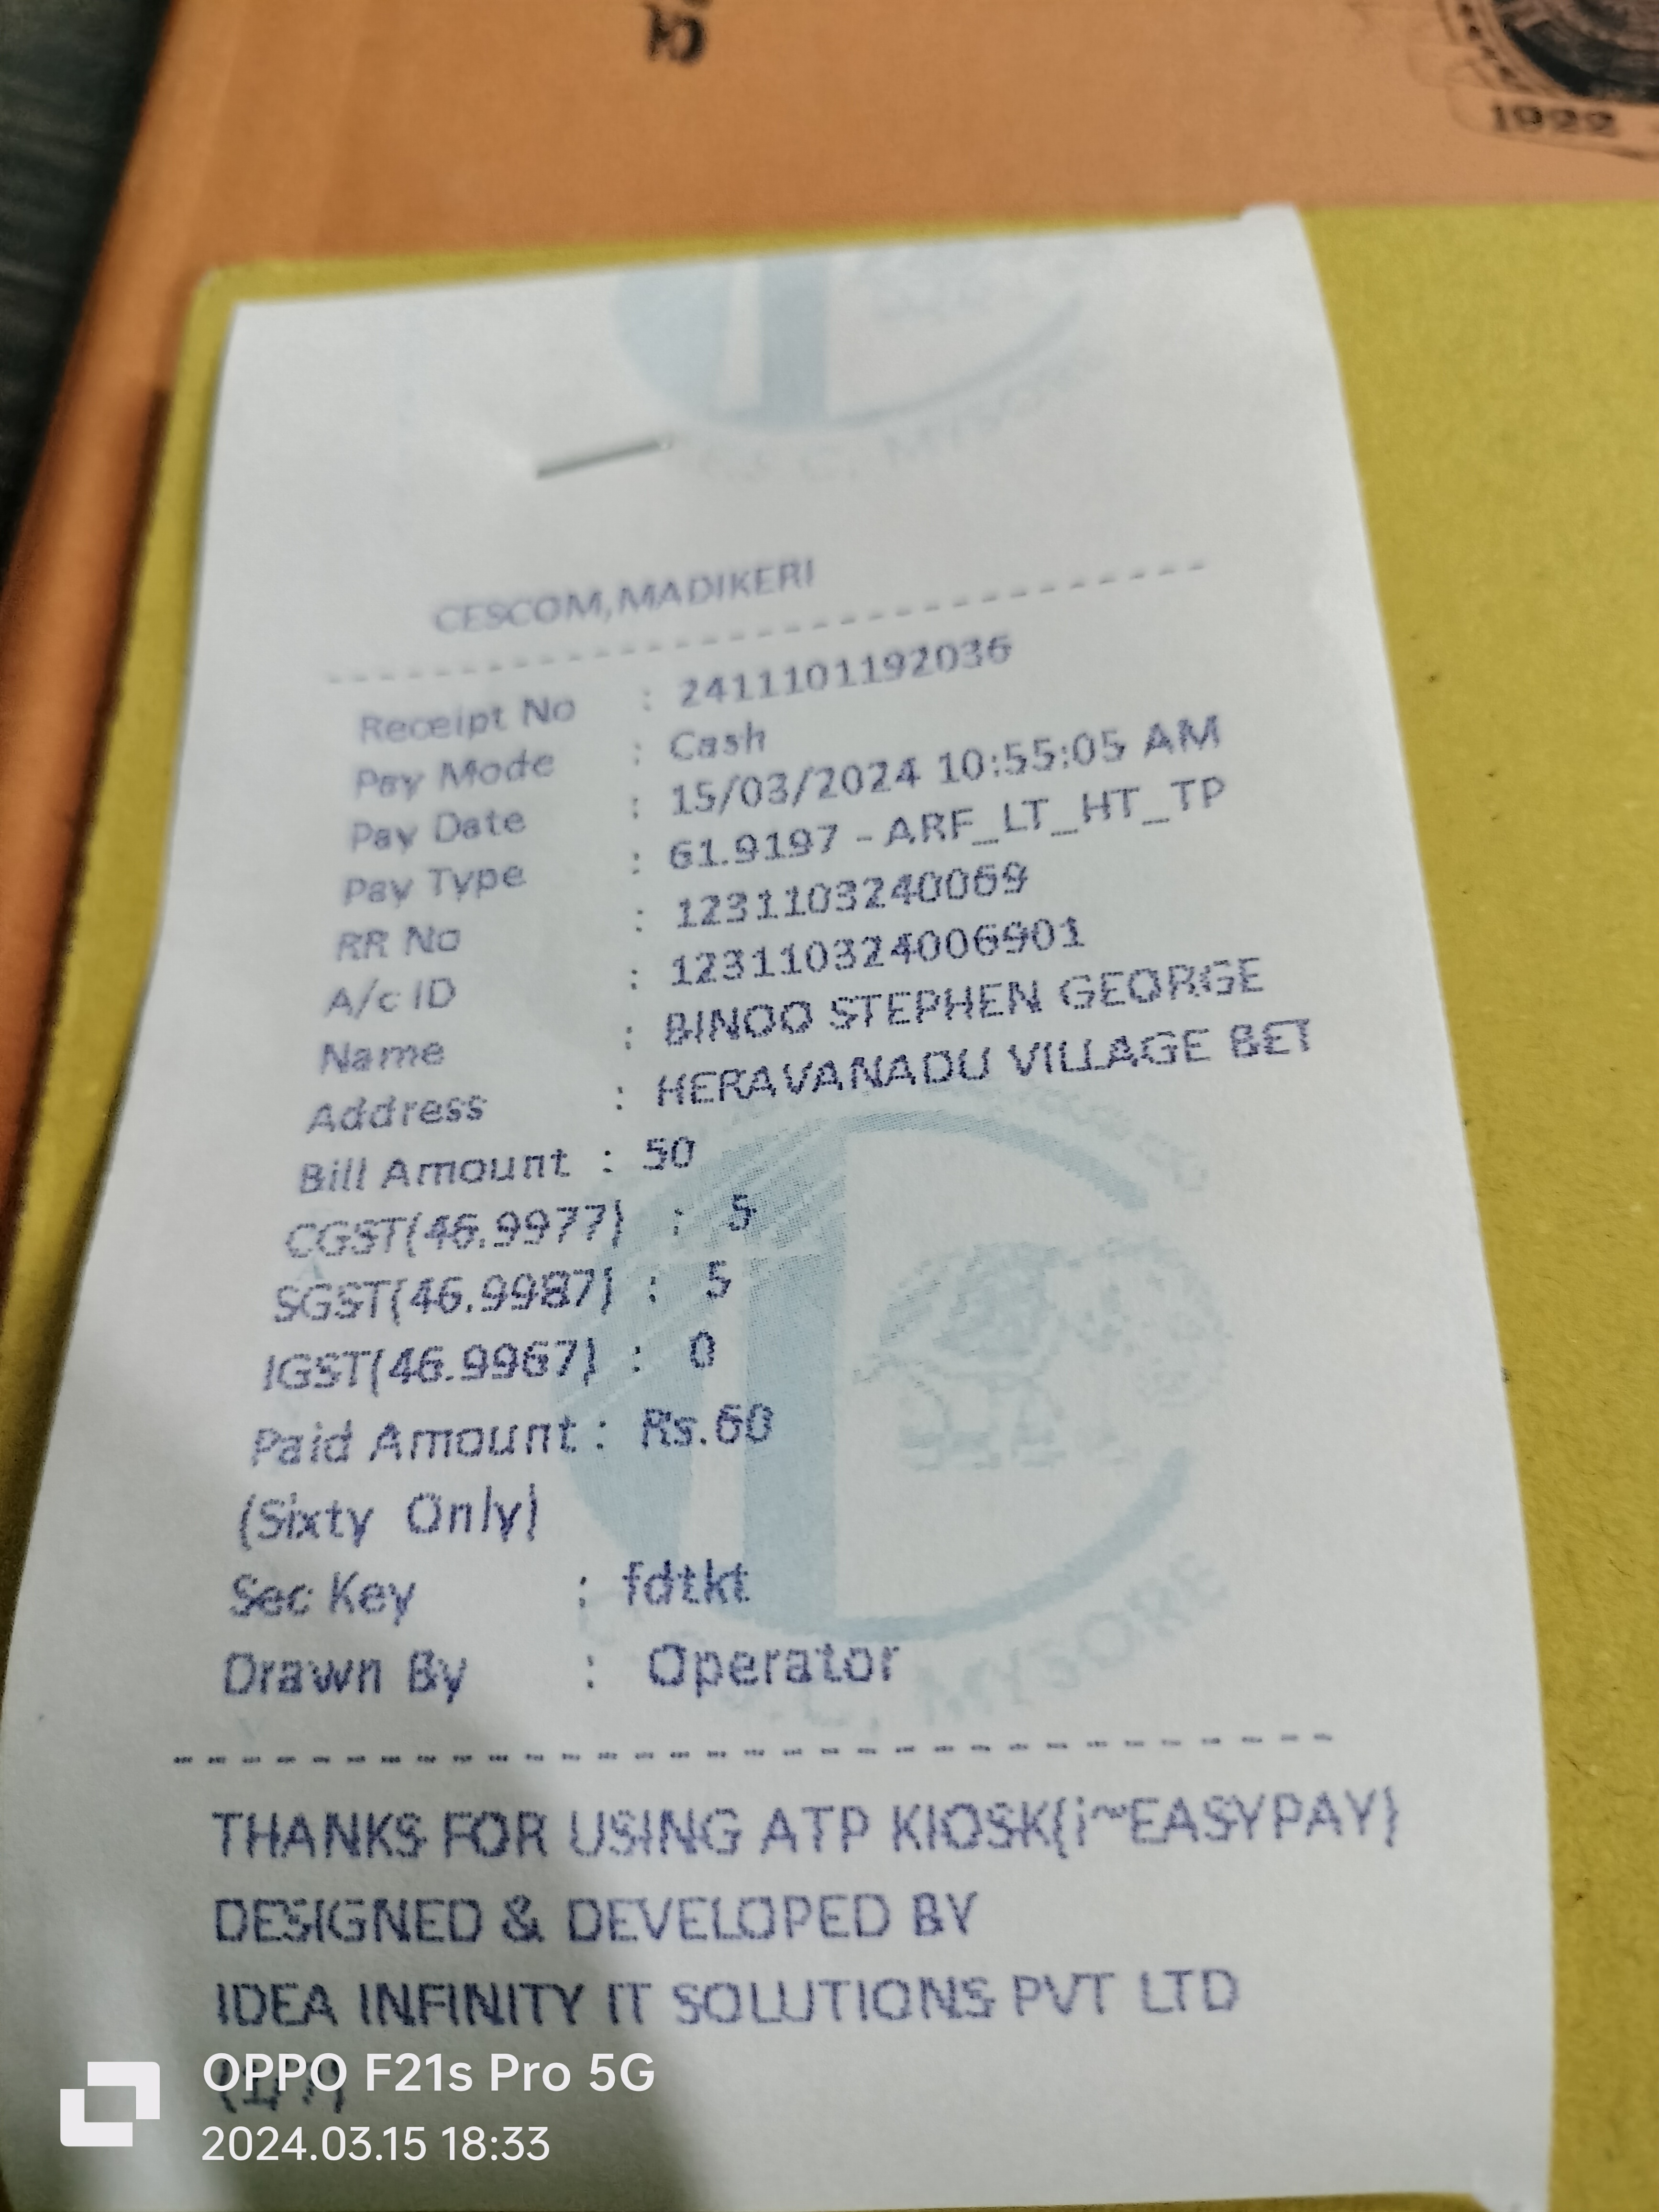 1922
CESCOM,MADIKERI
Receipt No : 2411101192036
Pay Mode : Cash
Pay Date : 15/03/2024 10:55:05 AM
Pay Type : 61.9197 - ARF_LT_HT_TP
RR No : 1231103240069
A/c ID : 123110324006901
Name : BINOO STEPHEN GEORGE
Address : HERAVANADU VILLAGE BET
Bill Amount : 50
CGST(46.9977) : 5
SGST(46.9987) : 5
IGST(46.9967) : 0
Paid Amount : Rs.60
(Sixty Only)
Sec Key : fdtkt
Drawn By : Operator
MYSORE
THANKS FOR USING ATP KIOSK(i~EASYPAY)
DESIGNED & DEVELOPED BY
IDEA INFINITY IT SOLUTIONS PVT LTD
OPPO F21s Pro 5G
2024.03.15 18:33